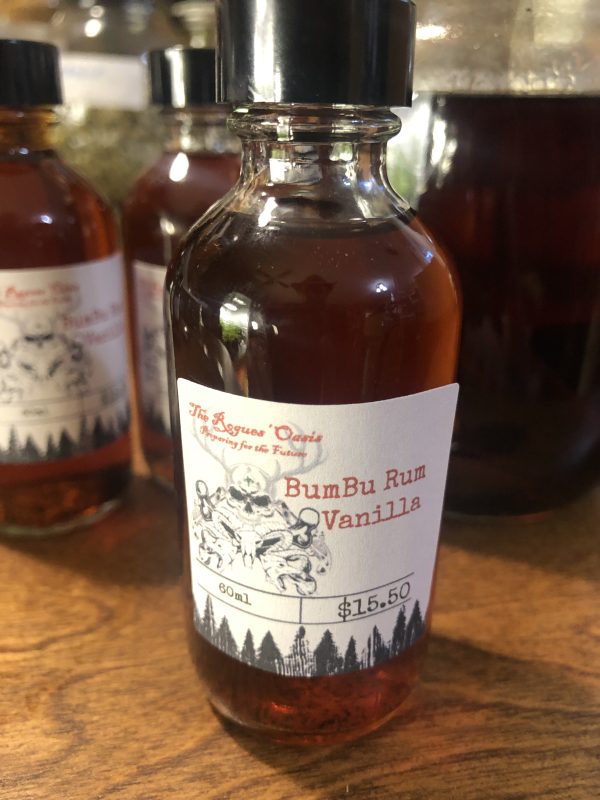 The Rogues' Oasis
Preparing for the Future
BumBu Rum
Vanilla
60ml
$15.50